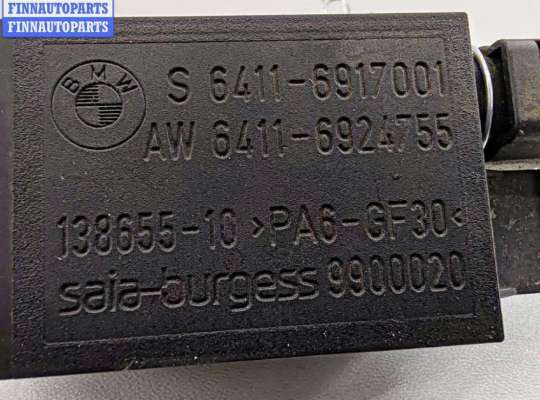 FINNAUTOPARTS
FINNAUTOPARTS
BMW
S 6411-6917001
AW 6411-6924755
138655-10 >PA6-GF30<
saia-burgess 9900020